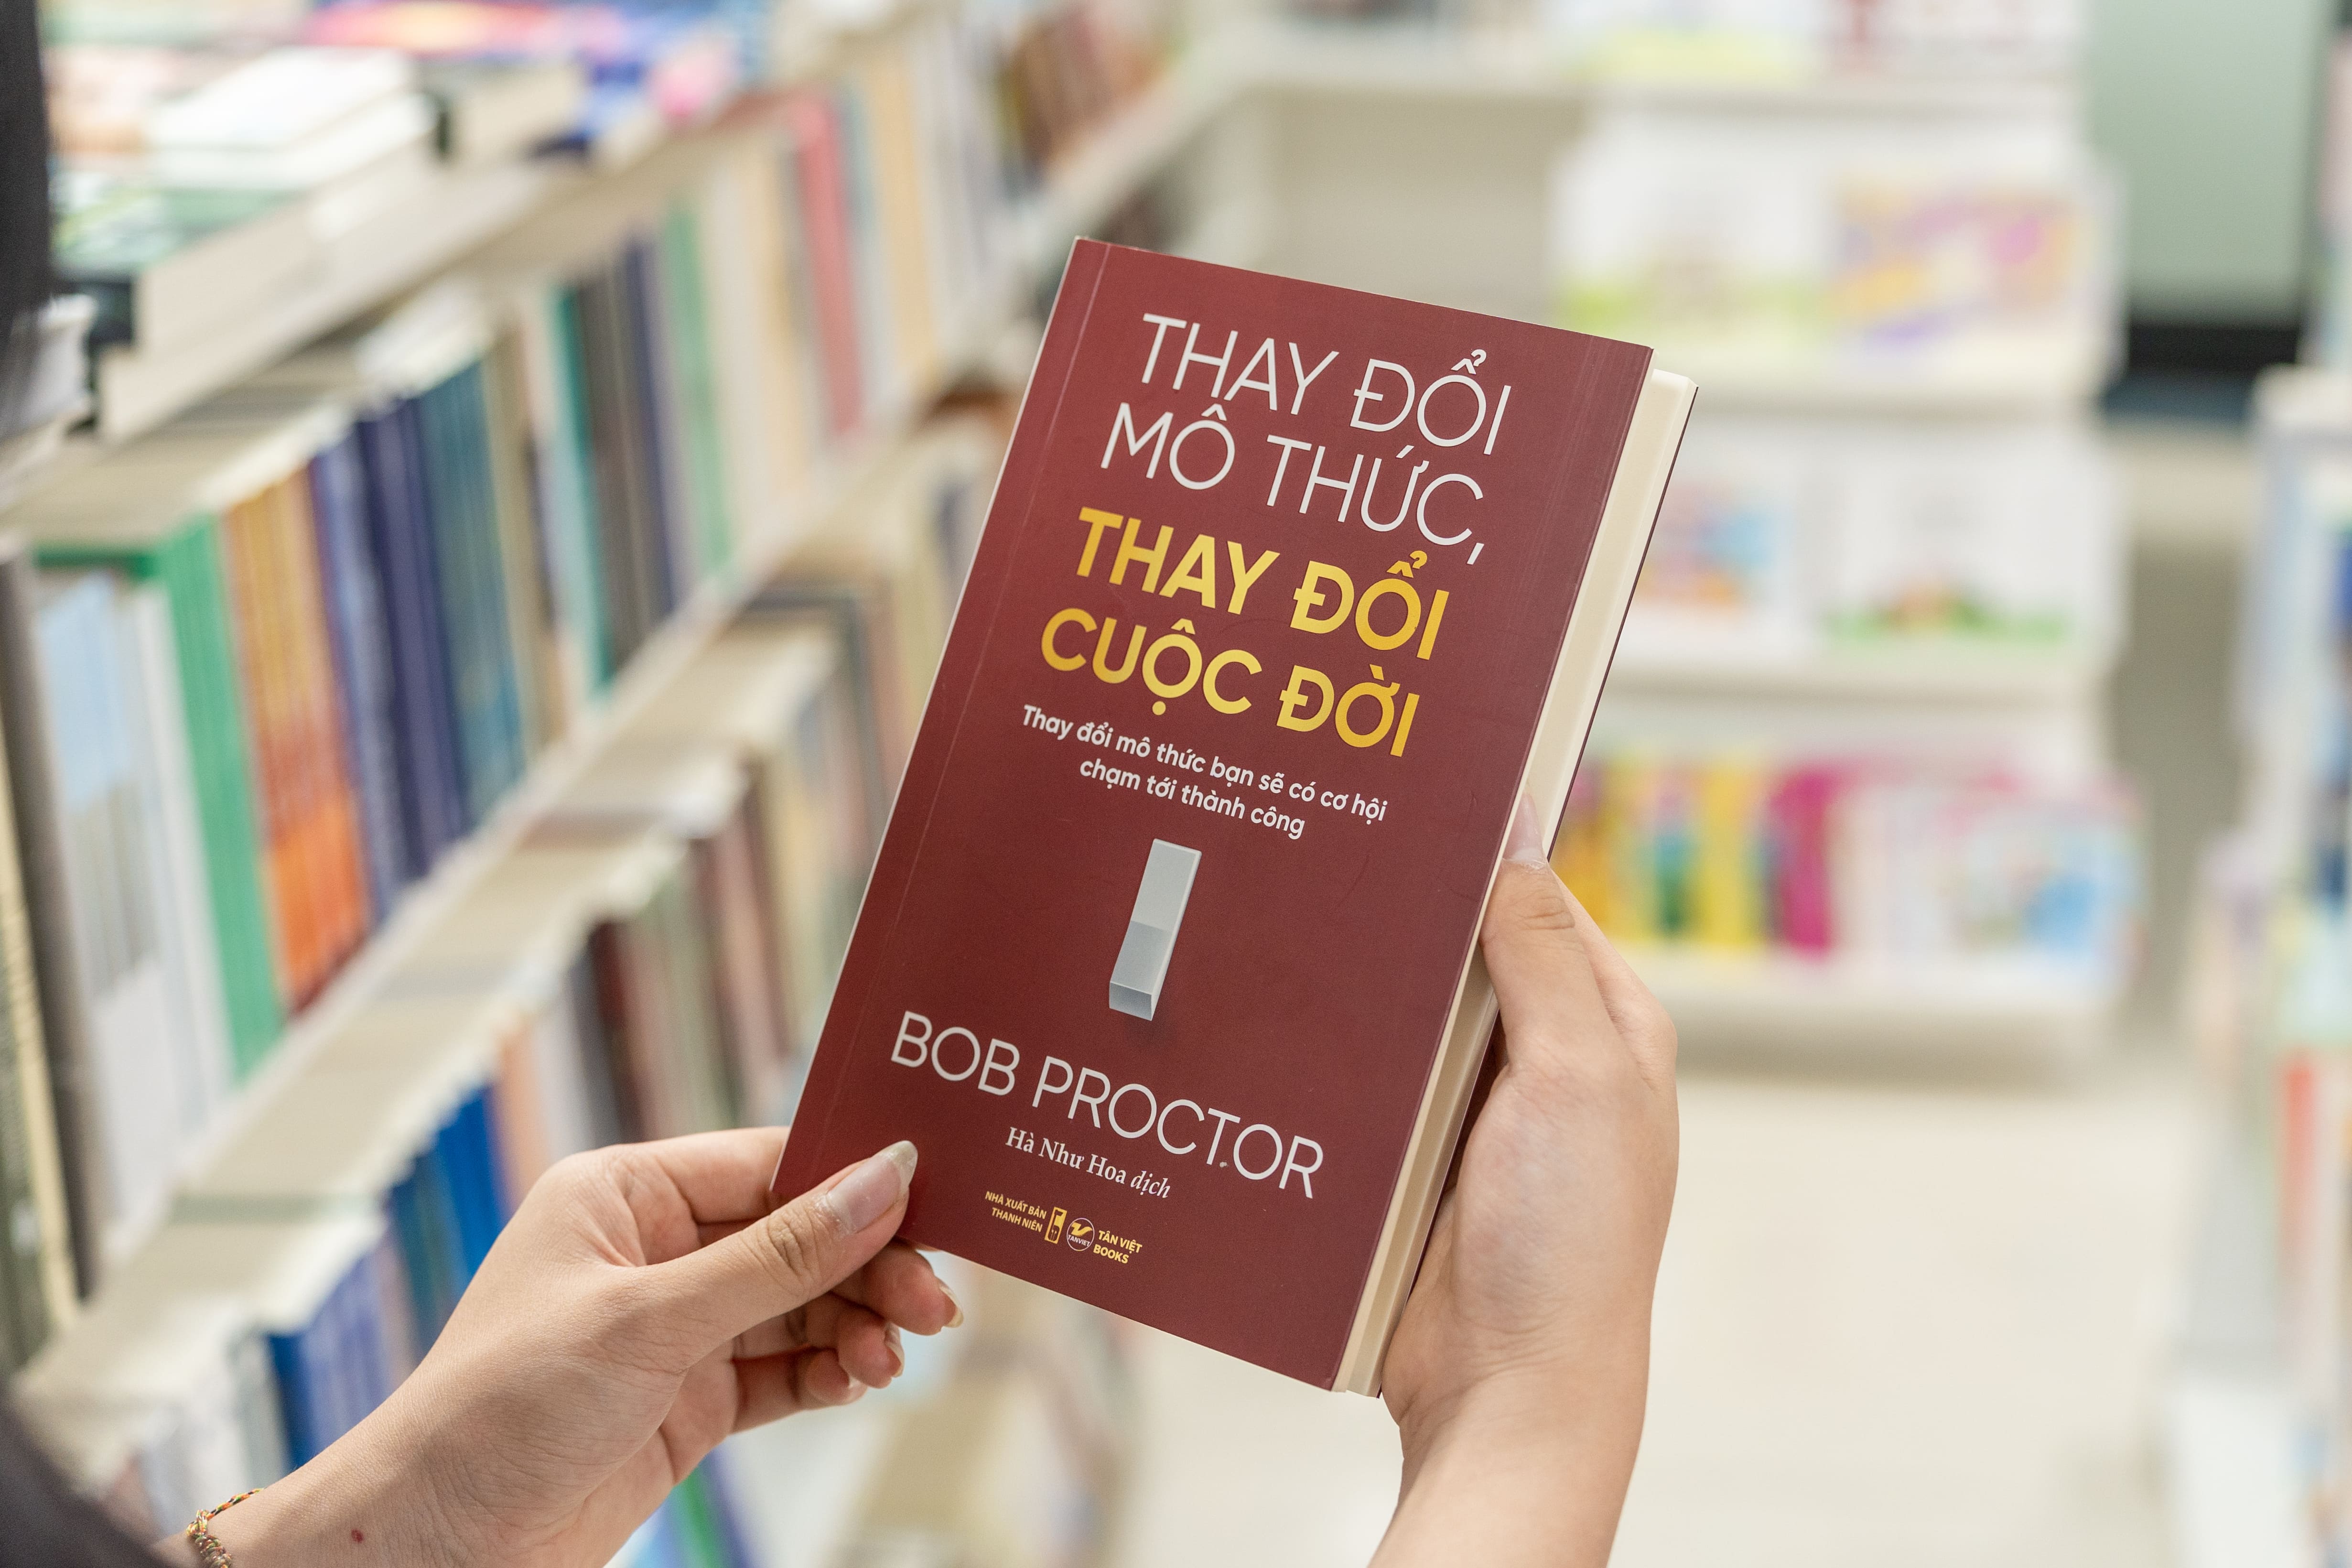 THAY ĐỔI
MÔ THỨC,
THAY ĐỔI
CUỘC ĐỜI
Thay đổi mô thức bạn sẽ có cơ hội
chạm tới thành công
BOB PROCTOR
Hà Như Hoa dịch
NHÀ XUẤT BẢN
THANH NIÊN
TANVIET
TÂN VIỆT
BOOKS